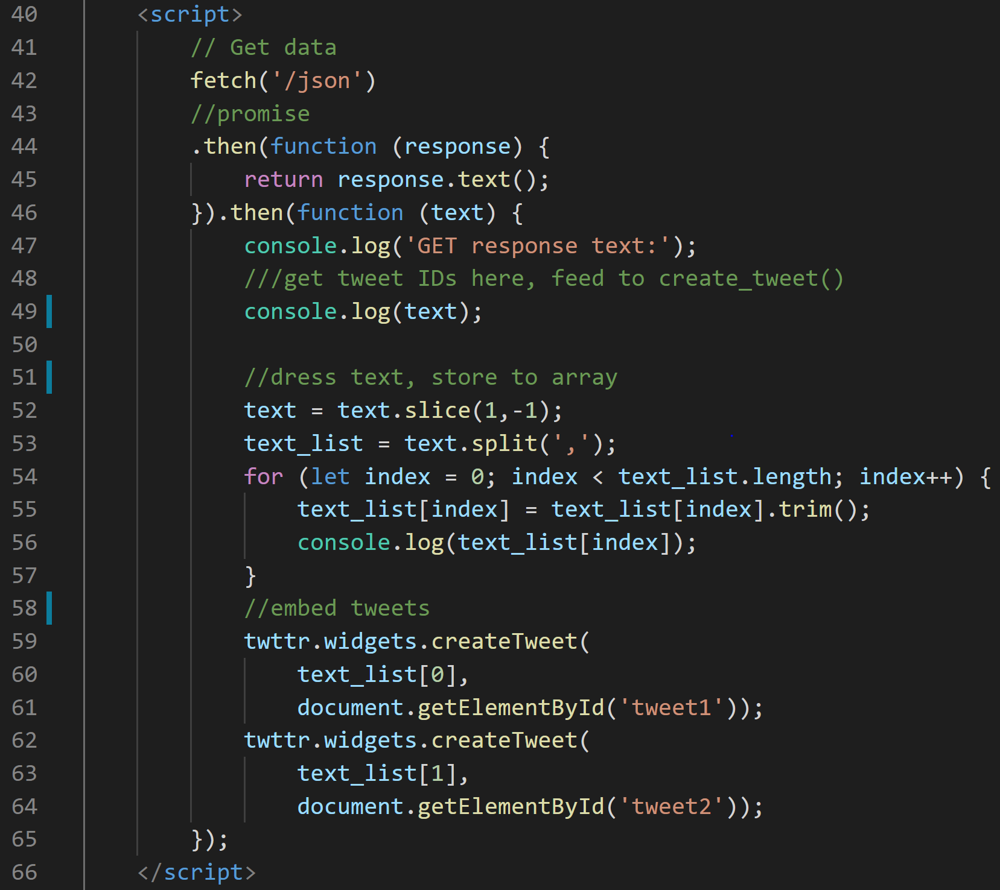 40 <script>
41 // Get data
42 fetch('/json')
43 //promise
44 .then(function (response) {
45 return response.text();
46 }).then(function (text) {
47 console.log('GET response text:');
48 ///get tweet IDs here, feed to create_tweet()
49 console.log(text);
50
51 //dress text, store to array
52 text = text.slice(1,-1);
53 text_list = text.split(',');
54 for (let index = 0; index < text_list.length; index++) {
55 text_list[index] = text_list[index].trim();
56 console.log(text_list[index]);
57 }
58 //embed tweets
59 twttr.widgets.createTweet(
60 text_list[0],
61 document.getElementById('tweet1'));
62 twttr.widgets.createTweet(
63 text_list[1],
64 document.getElementById('tweet2'));
65 });
66 </script>